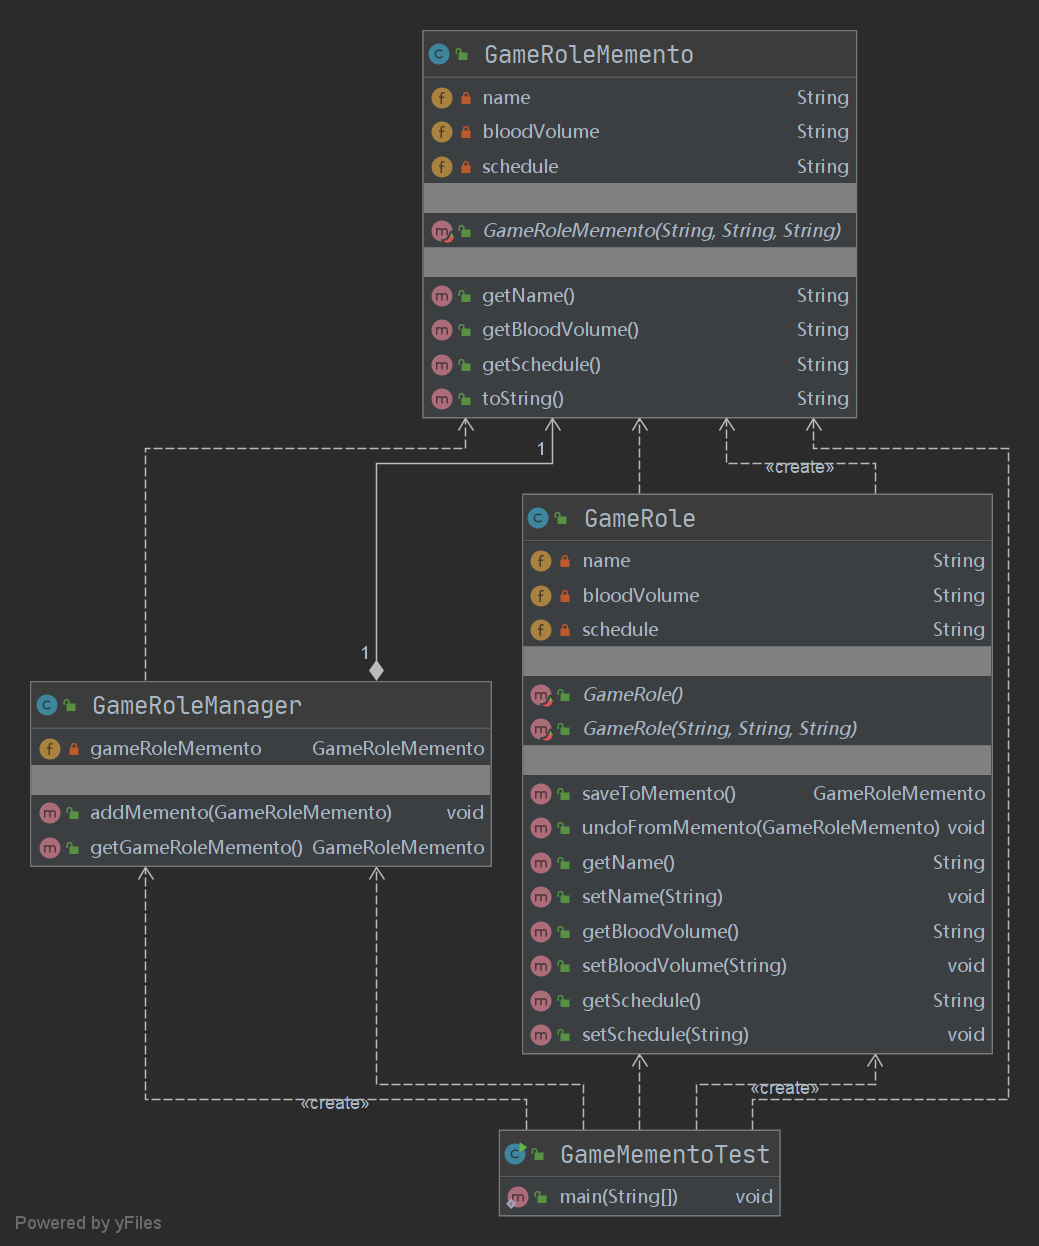 GameRoleMemento
name String
bloodVolume String
schedule String
GameRoleMemento(String, String, String)
getName() String
getBloodVolume() String
getSchedule() String
toString() String
1
«create»
GameRole
name String
bloodVolume String
schedule String
GameRole()
GameRole(String, String, String)
saveToMemento() GameRoleMemento
undoFromMemento(GameRoleMemento) void
getName() String
setName(String) void
getBloodVolume() String
setBloodVolume(String) void
getSchedule() String
setSchedule(String) void
1
GameRoleManager
gameRoleMemento GameRoleMemento
addMemento(GameRoleMemento) void
getGameRoleMemento() GameRoleMemento
«create»
«create»
GameMementoTest
main(String[]) void
Powered by yFiles